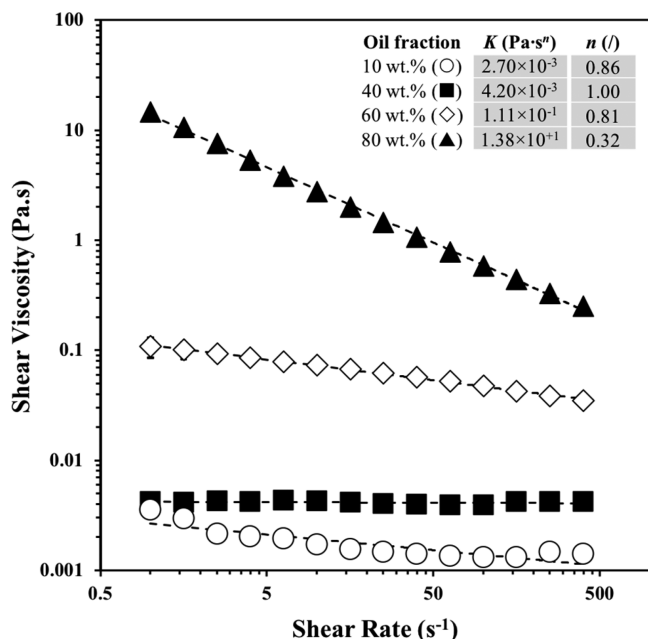 Oil fraction K (Pa·sⁿ) n (/)
10 wt.% (○) 2.70×10⁻³ 0.86
40 wt.% (■) 4.20×10⁻³ 1.00
60 wt.% (◇) 1.11×10⁻¹ 0.81
80 wt.% (▲) 1.38×10⁺¹ 0.32
100
10
1
0.1
0.01
0.001
Shear Viscosity (Pa.s)
0.5 5 50 500
Shear Rate (s⁻¹)